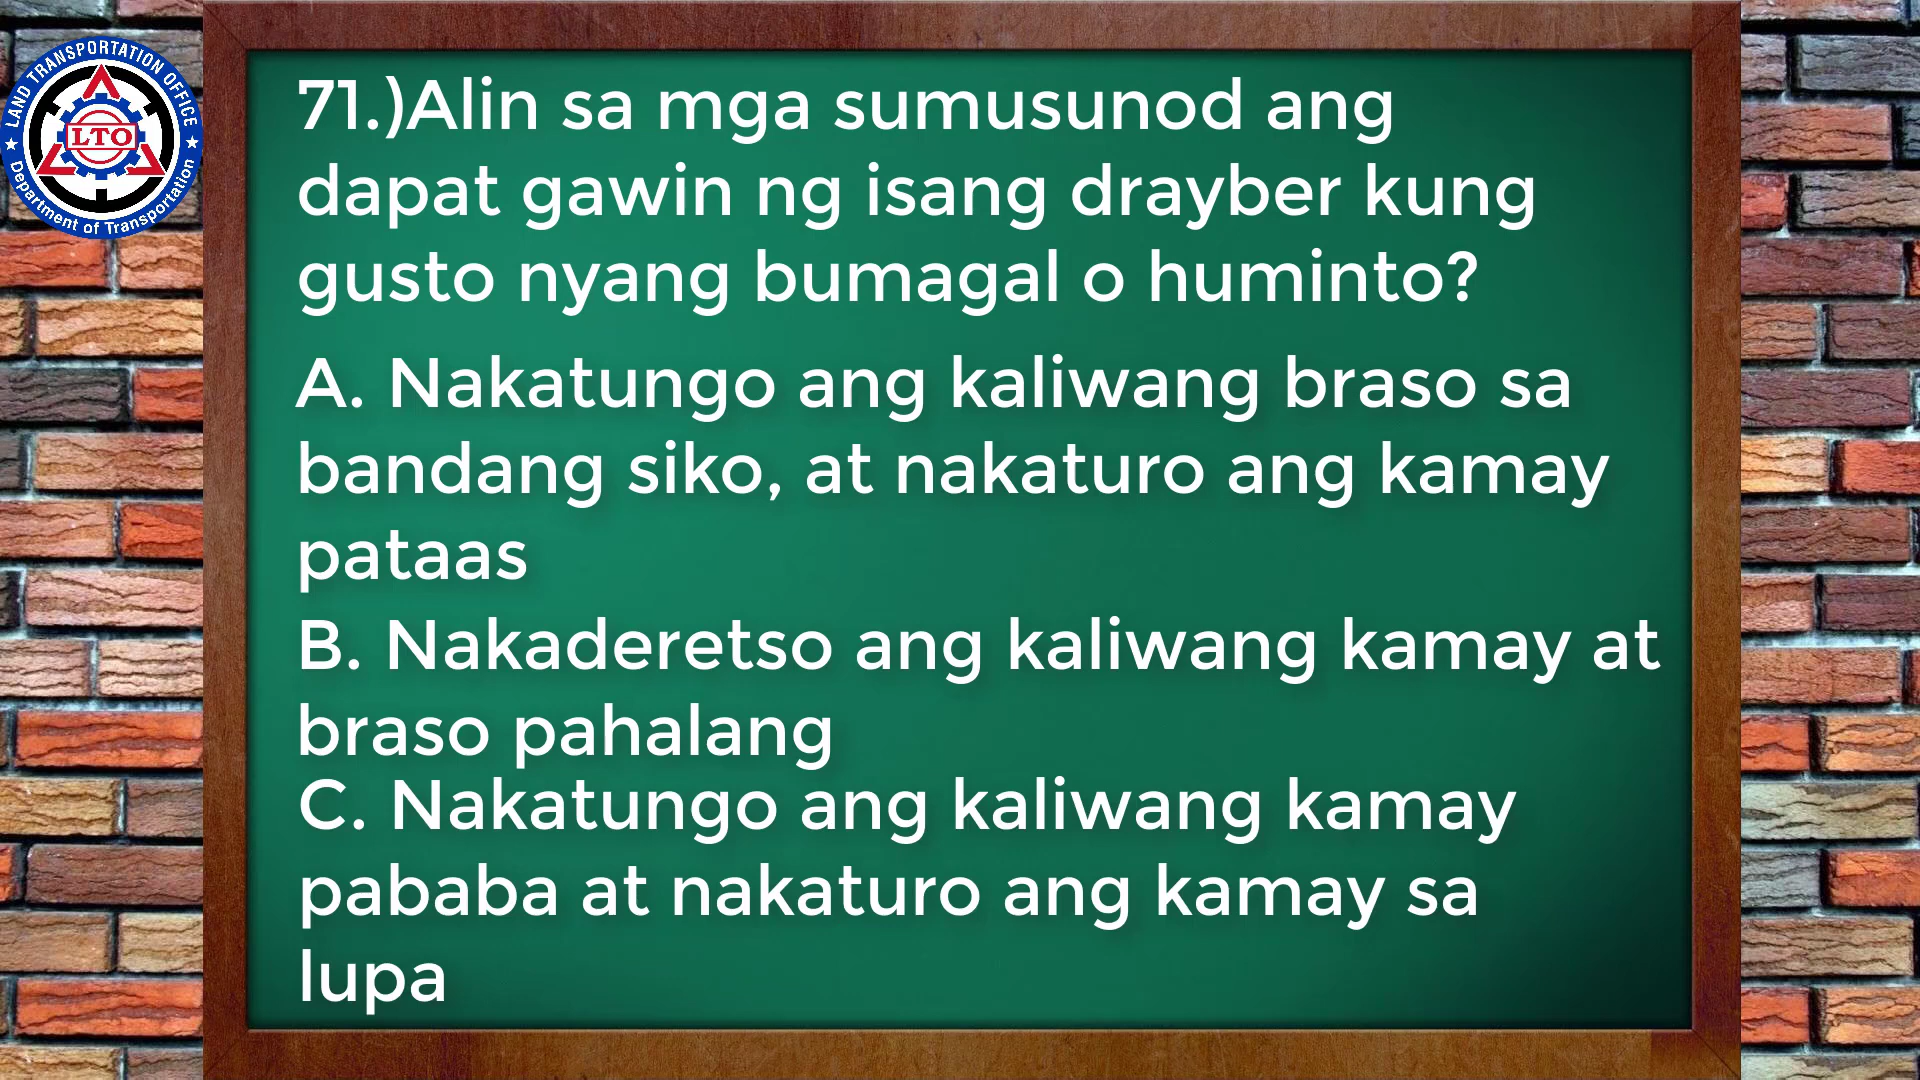 LAND TRANSPORTATION OFFICE
LTO
Department of Transportation
71.)Alin sa mga sumusunod ang
dapat gawin ng isang drayber kung
gusto nyang bumagal o huminto?
A. Nakatungo ang kaliwang braso sa
bandang siko, at nakaturo ang kamay
pataas
B. Nakaderetso ang kaliwang kamay at
braso pahalang
C. Nakatungo ang kaliwang kamay
pababa at nakaturo ang kamay sa
lupa